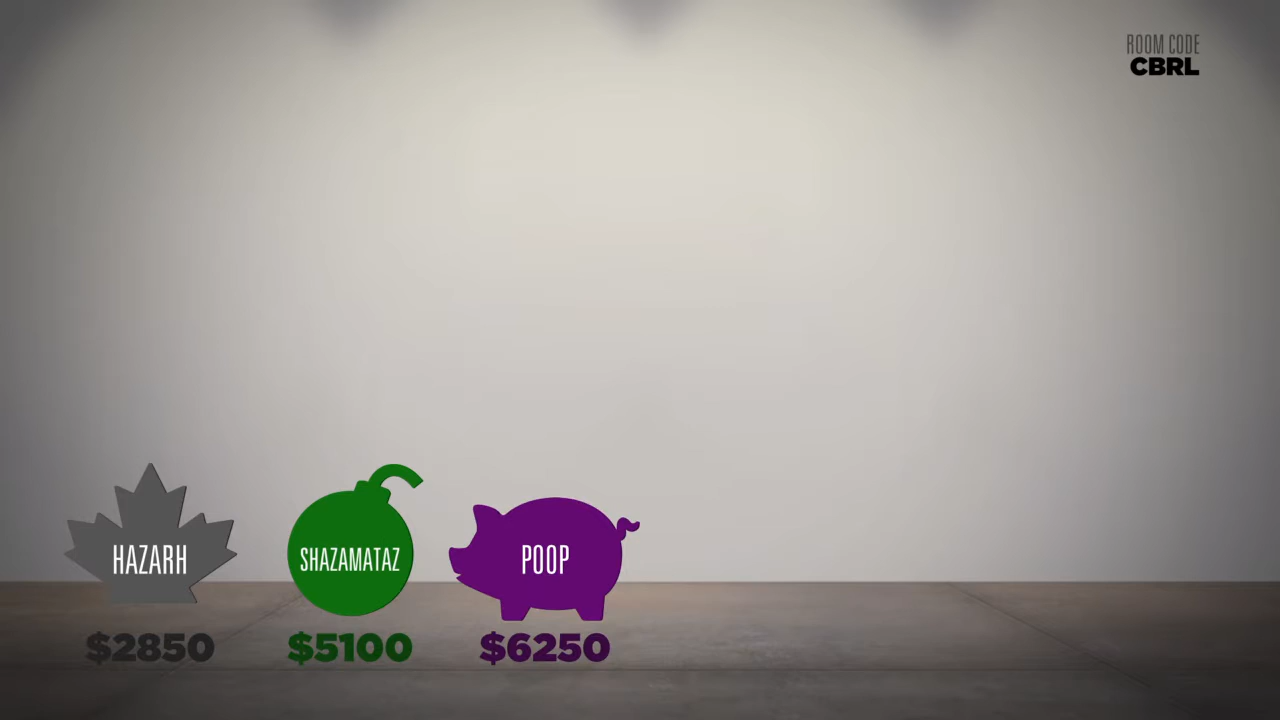 ROOM CODE
CBRL
HAZARH
SHAZAMATAZ
POOP
$2850
$5100
$6250